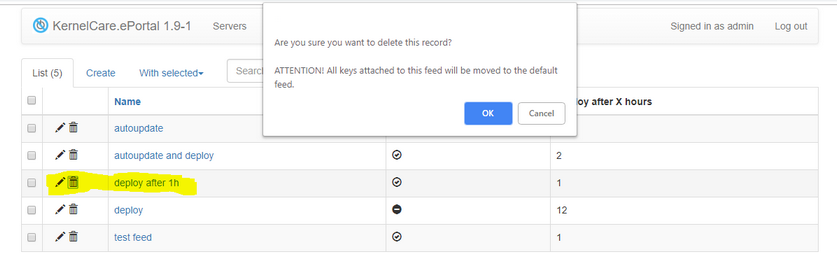 KernelCare.ePortal 1.9-1
Servers
Signed in as admin
Log out
Are you sure you want to delete this record?
ATTENTION! All keys attached to this feed will be moved to the default
feed.
OK
Cancel
List (5)
Create
With selected
Search
Name
after X hours
autoupdate
autoupdate and deploy
2
deploy after 1h
1
deploy
12
test feed
1